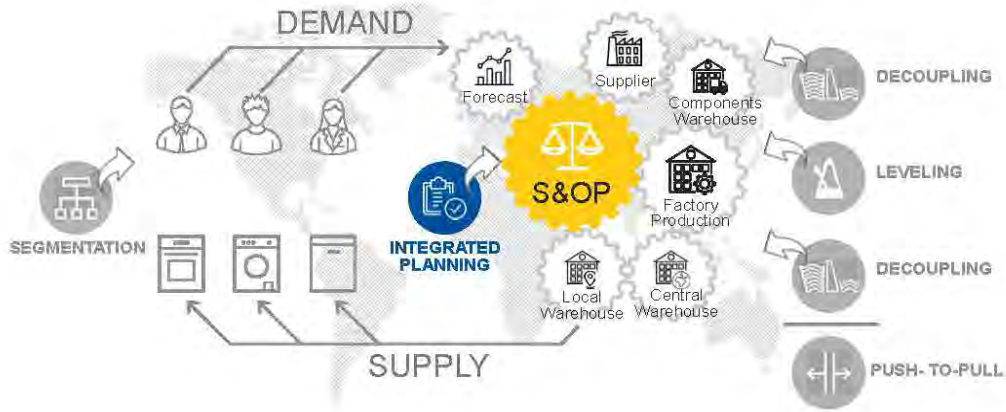 DEMAND
Forecast
Supplier
Components
Warehouse
DECOUPLING
S&OP
Factory
Production
LEVELING
SEGMENTATION
INTEGRATED
PLANNING
Local
Warehouse
Central
Warehouse
DECOUPLING
SUPPLY
PUSH- TO-PULL